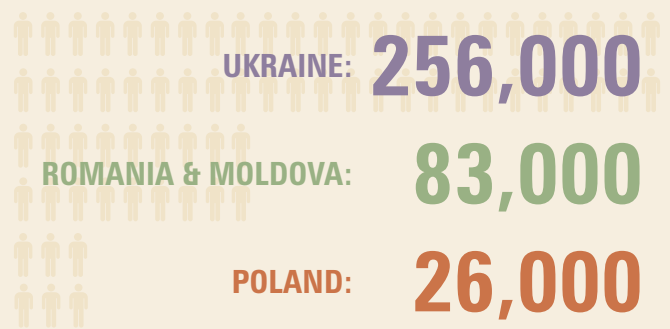 UKRAINE: 256,000
ROMANIA & MOLDOVA: 83,000
POLAND: 26,000